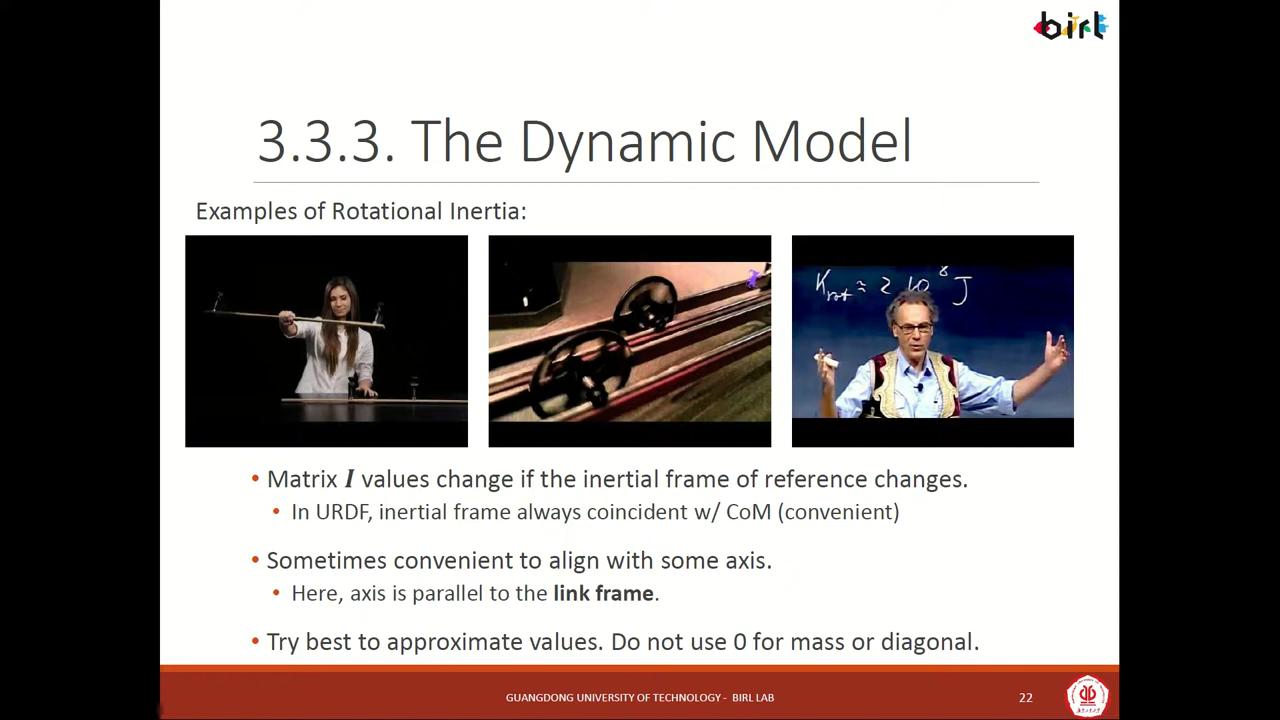 birl
3.3.3. The Dynamic Model
Examples of Rotational Inertia:
Krot ≈ 2 10⁸ J
• Matrix I values change if the inertial frame of reference changes.
• In URDF, inertial frame always coincident w/ CoM (convenient)
• Sometimes convenient to align with some axis.
• Here, axis is parallel to the link frame.
• Try best to approximate values. Do not use 0 for mass or diagonal.
GUANGDONG UNIVERSITY OF TECHNOLOGY - BIRL LAB
22